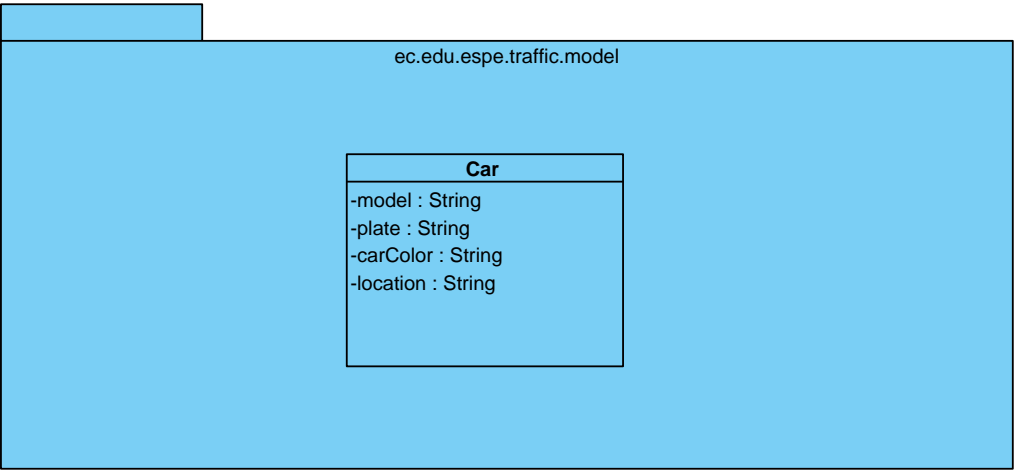 ec.edu.espe.traffic.model
Car
-model : String
-plate : String
-carColor : String
-location : String